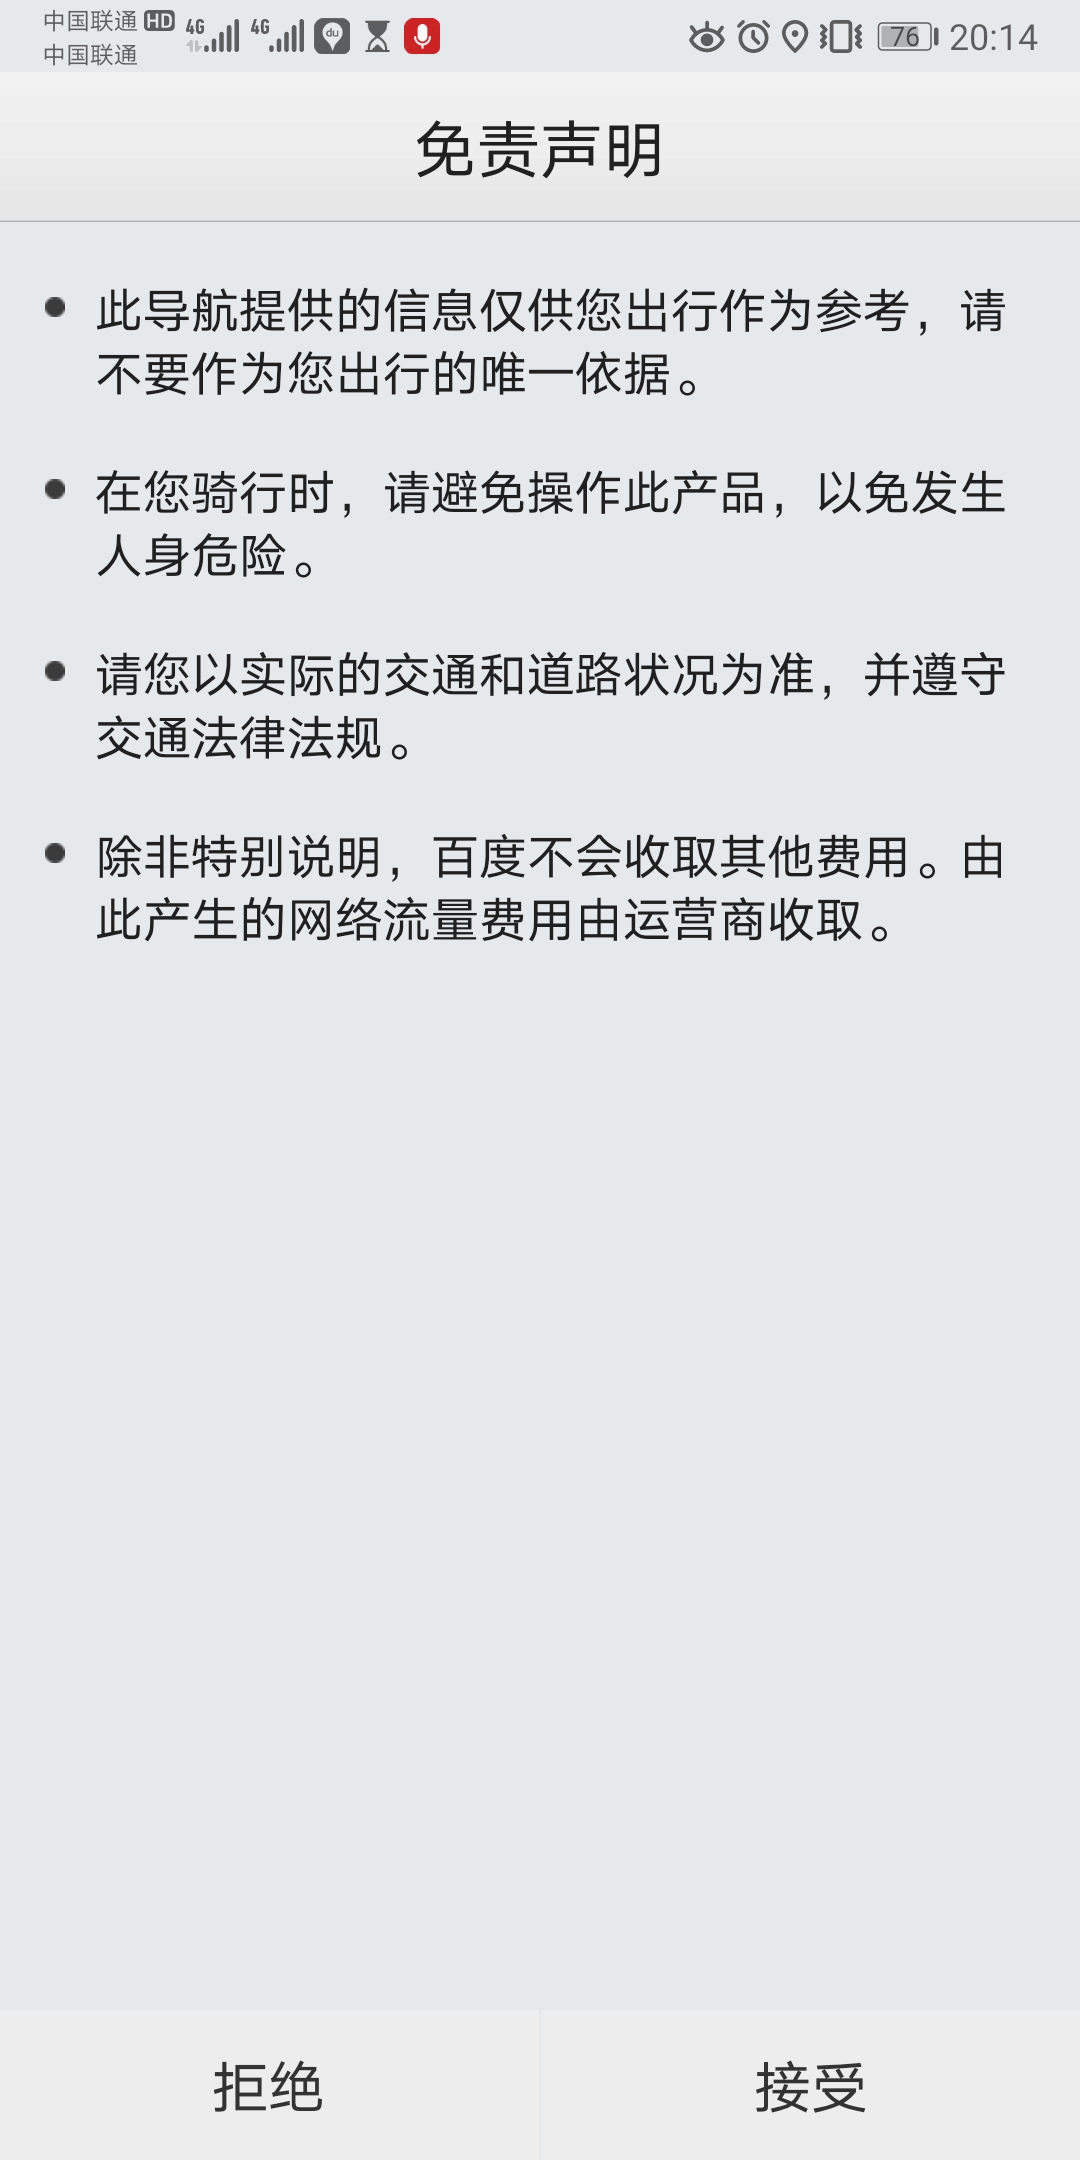 中国联通 HD 4G 4G du 76 20:14
中国联通
免责声明
此导航提供的信息仅供您出行作为参考，请
不要作为您出行的唯一依据。
在您骑行时，请避免操作此产品，以免发生
人身危险。
请您以实际的交通和道路状况为准，并遵守
交通法律法规。
除非特别说明，百度不会收取其他费用。由
此产生的网络流量费用由运营商收取。
拒绝 接受